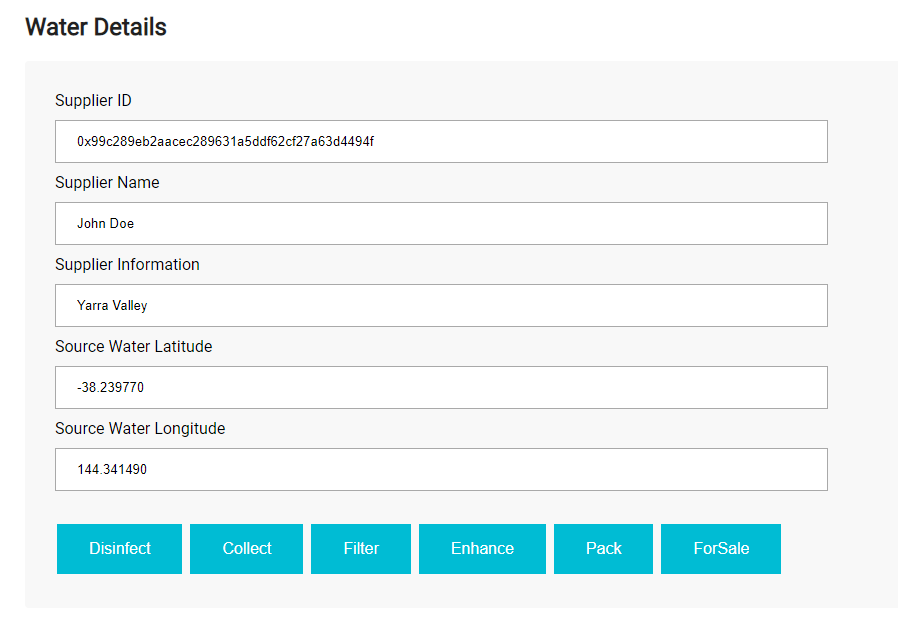 Water Details
Supplier ID
0x99c289eb2aacec289631a5ddf62cf27a63d4494f
Supplier Name
John Doe
Supplier Information
Yarra Valley
Source Water Latitude
-38.239770
Source Water Longitude
144.341490
Disinfect Collect Filter Enhance Pack ForSale